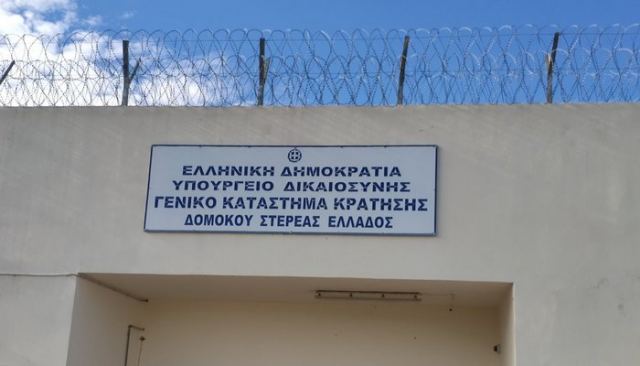 ΕΛΛΗΝΙΚΗ ΔΗΜΟΚΡΑΤΙΑ
ΥΠΟΥΡΓΕΙΟ ΔΙΚΑΙΟΣΥΝΗΣ
ΓΕΝΙΚΟ ΚΑΤΑΣΤΗΜΑ ΚΡΑΤΗΣΗΣ
ΔΟΜΟΚΟΥ ΣΤΕΡΕΑΣ ΕΛΛΑΔΟΣ